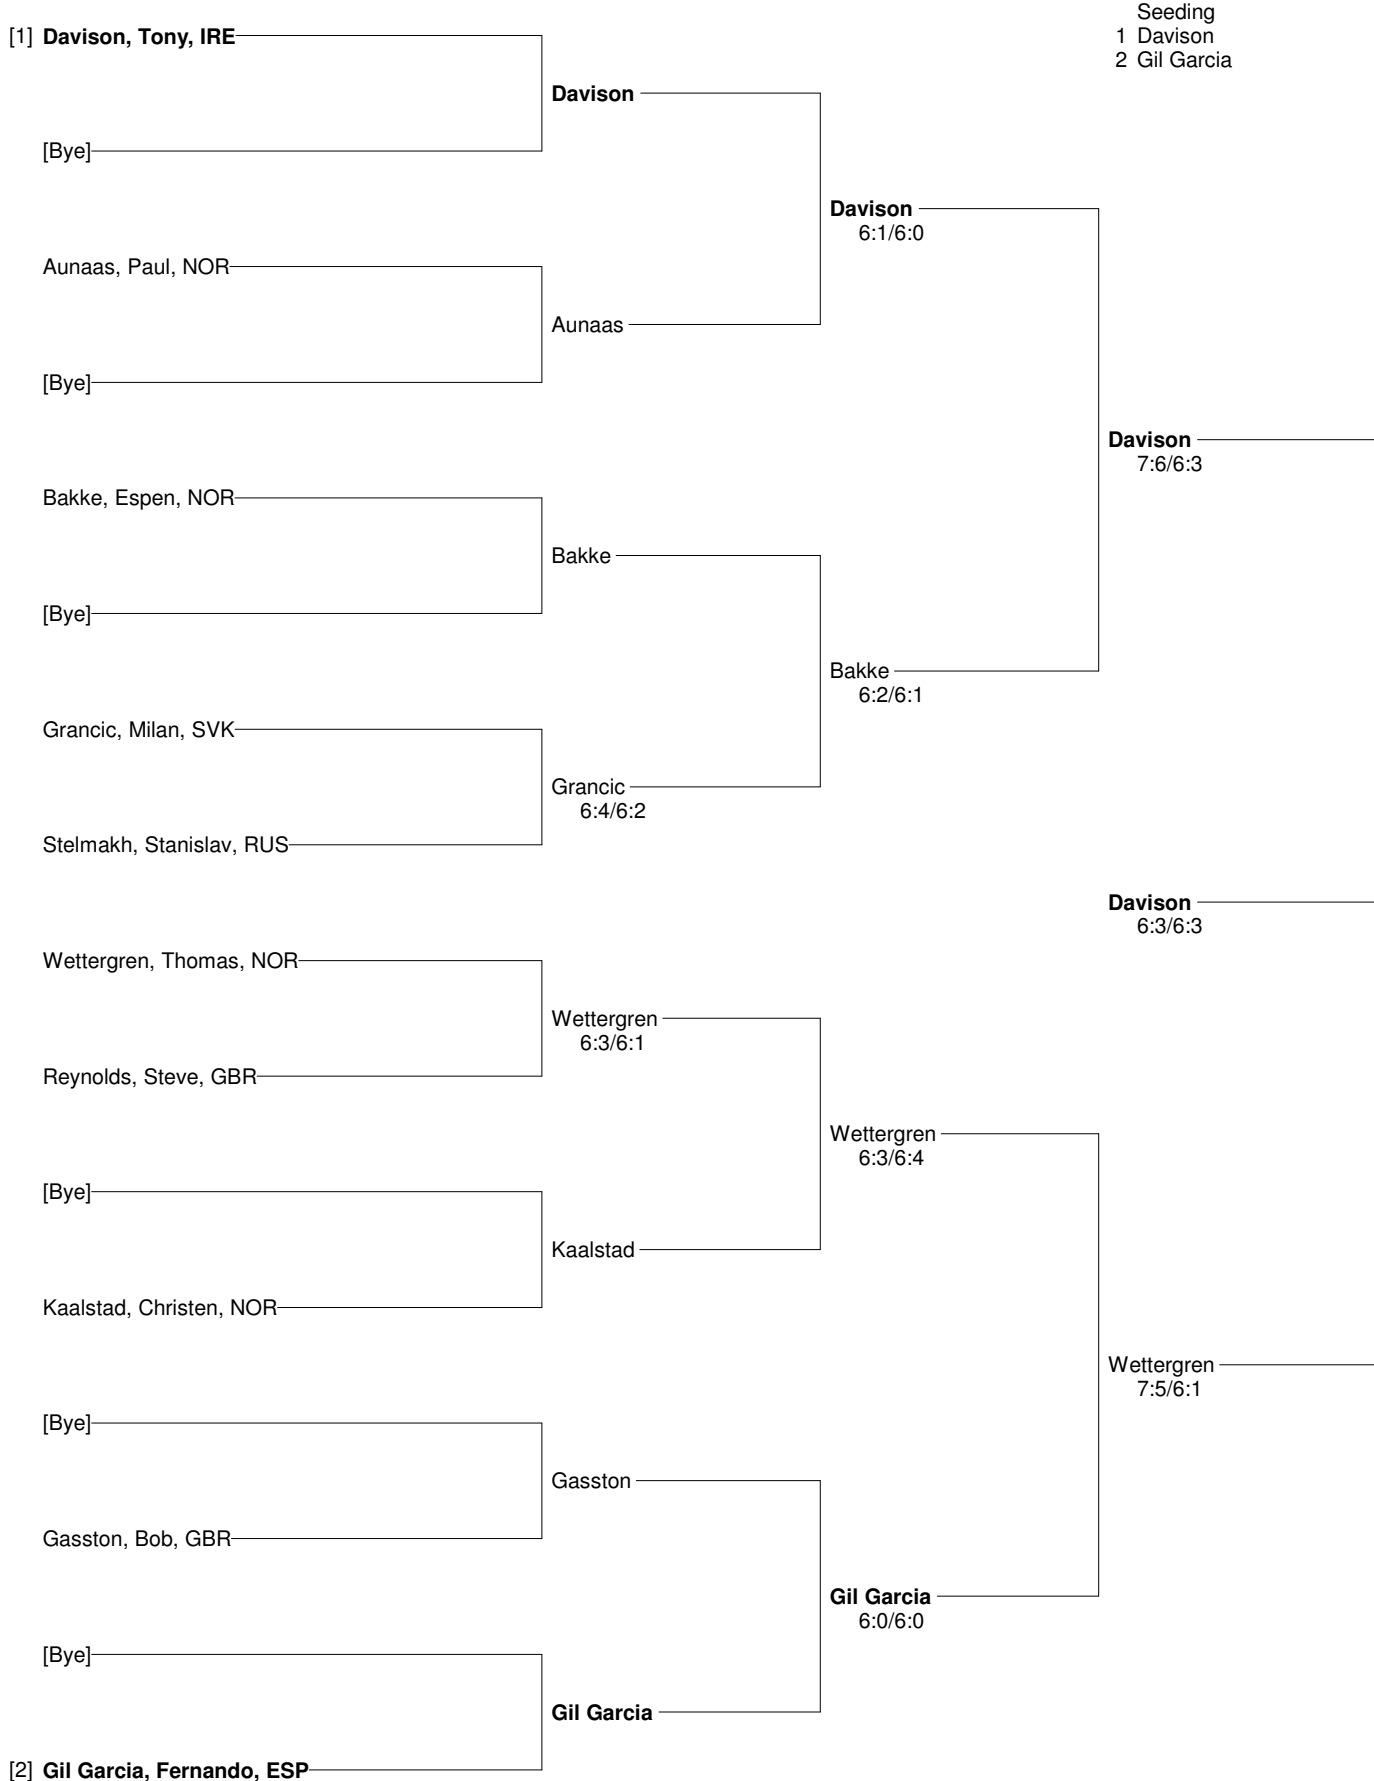 Seeding
1 Davison
2 Gil Garcia
[1] Davison, Tony, IRE
Davison
[Bye]
Davison
6:1/6:0
Aunaas, Paul, NOR
Aunaas
[Bye]
Davison
7:6/6:3
Bakke, Espen, NOR
Bakke
[Bye]
Bakke
6:2/6:1
Grancic, Milan, SVK
Grancic
6:4/6:2
Stelmakh, Stanislav, RUS
Davison
6:3/6:3
Wettergren, Thomas, NOR
Wettergren
6:3/6:1
Reynolds, Steve, GBR
Wettergren
6:3/6:4
[Bye]
Kaalstad
Kaalstad, Christen, NOR
Wettergren
7:5/6:1
[Bye]
Gasston
Gasston, Bob, GBR
Gil Garcia
6:0/6:0
[Bye]
Gil Garcia
[2] Gil Garcia, Fernando, ESP